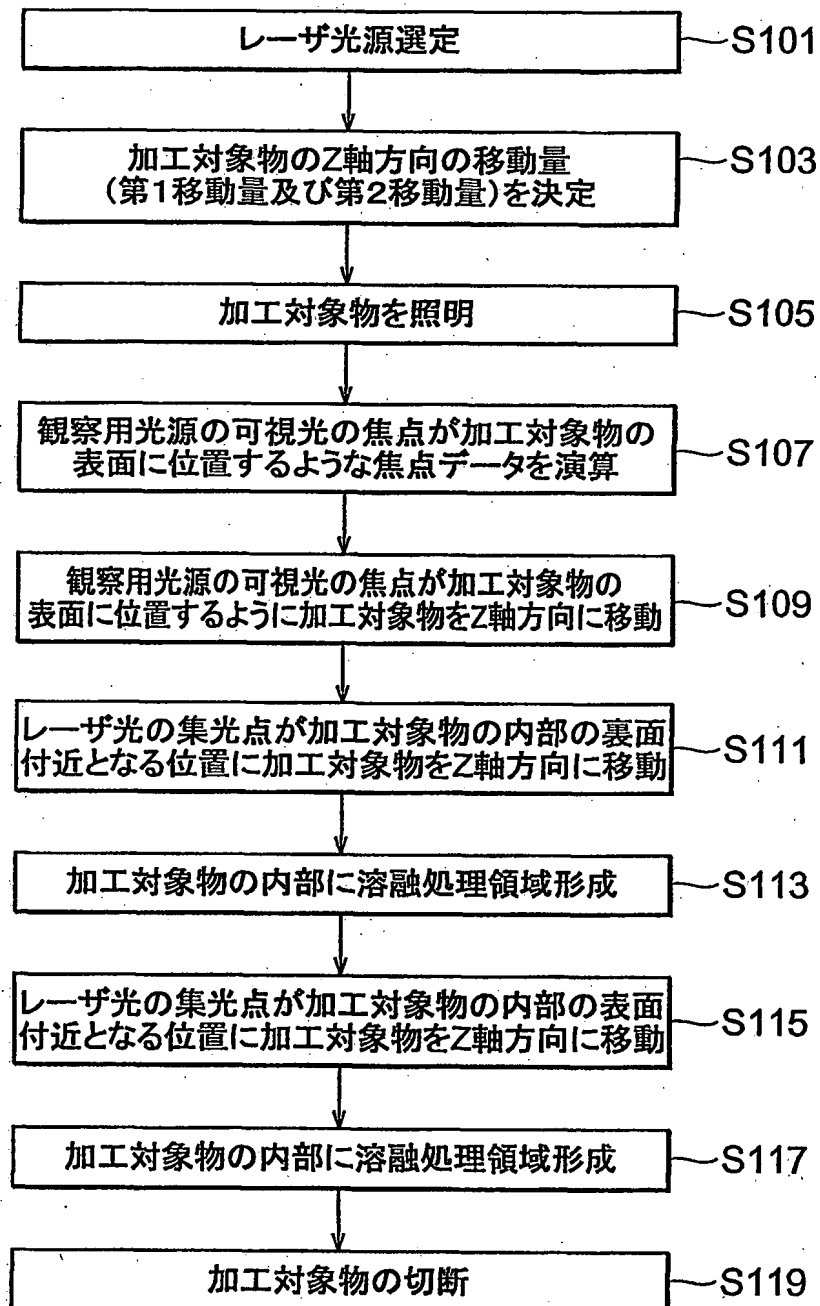 レーザ光源選定
S101
加工対象物のZ軸方向の移動量
(第1移動量及び第2移動量)を決定
S103
加工対象物を照明
S105
観察用光源の可視光の焦点が加工対象物の
表面に位置するような焦点データを演算
S107
観察用光源の可視光の焦点が加工対象物の
表面に位置するように加工対象物をZ軸方向に移動
S109
レーザ光の集光点が加工対象物の内部の裏面
付近となる位置に加工対象物をZ軸方向に移動
S111
加工対象物の内部に溶融処理領域形成
S113
レーザ光の集光点が加工対象物の内部の表面
付近となる位置に加工対象物をZ軸方向に移動
S115
加工対象物の内部に溶融処理領域形成
S117
加工対象物の切断
S119